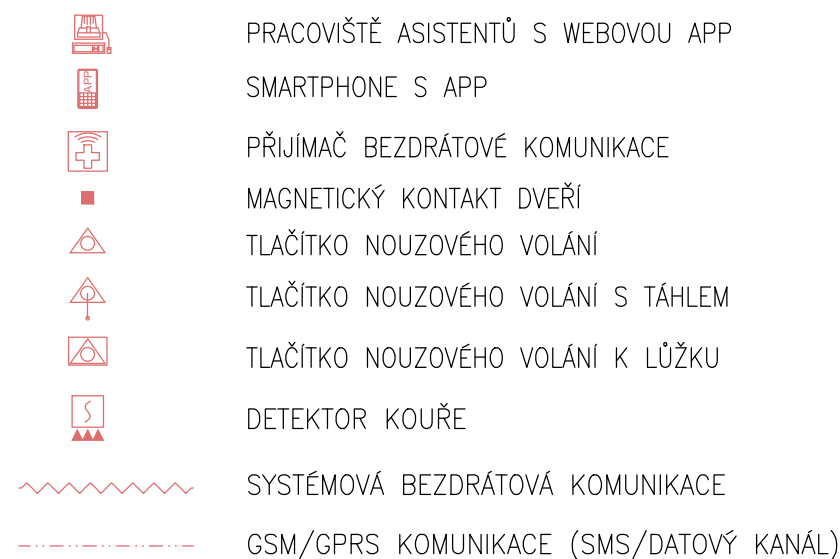 PRACOVIŠTĚ ASISTENTŮ S WEBOVOU APP
APP
SMARTPHONE S APP
PŘIJÍMAČ BEZDRÁTOVÉ KOMUNIKACE
MAGNETICKÝ KONTAKT DVEŘÍ
TLAČÍTKO NOUZOVÉHO VOLÁNÍ
TLAČÍTKO NOUZOVÉHO VOLÁNÍ S TÁHLEM
TLAČÍTKO NOUZOVÉHO VOLÁNÍ K LŮŽKU
DETEKTOR KOUŘE
SYSTÉMOVÁ BEZDRÁTOVÁ KOMUNIKACE
GSM/GPRS KOMUNIKACE (SMS/DATOVÝ KANÁL)